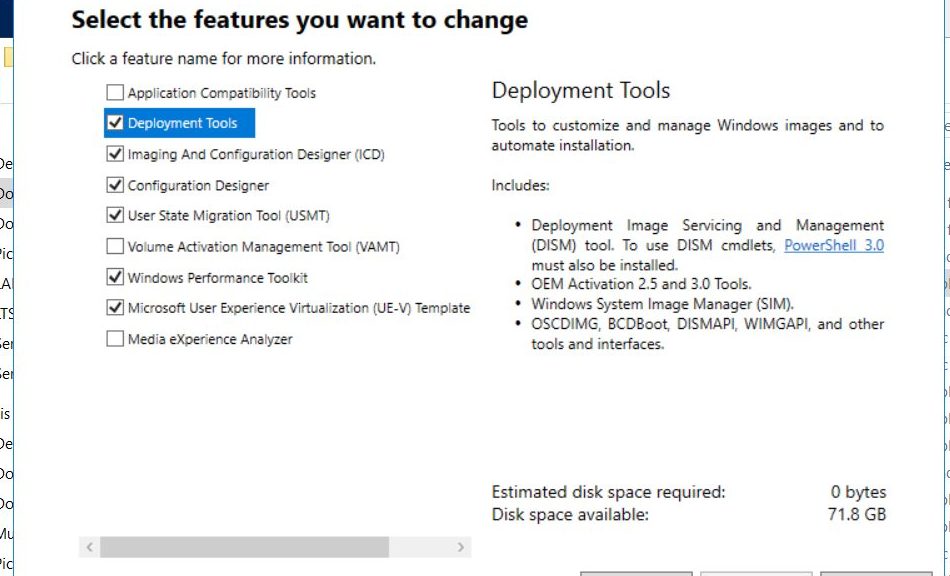 Select the features you want to change
Click a feature name for more information.
Application Compatibility Tools
Deployment Tools
Imaging And Configuration Designer (ICD)
Configuration Designer
User State Migration Tool (USMT)
Volume Activation Management Tool (VAMT)
Windows Performance Toolkit
Microsoft User Experience Virtualization (UE-V) Template
Media eXperience Analyzer
Deployment Tools
Tools to customize and manage Windows images and to
automate installation.
Includes:
• Deployment Image Servicing and Management
(DISM) tool. To use DISM cmdlets, PowerShell 3.0
must also be installed.
• OEM Activation 2.5 and 3.0 Tools.
• Windows System Image Manager (SIM).
• OSCDIMG, BCDBoot, DISMAPI, WIMGAPI, and other
tools and interfaces.
Estimated disk space required: 0 bytes
Disk space available: 71.8 GB